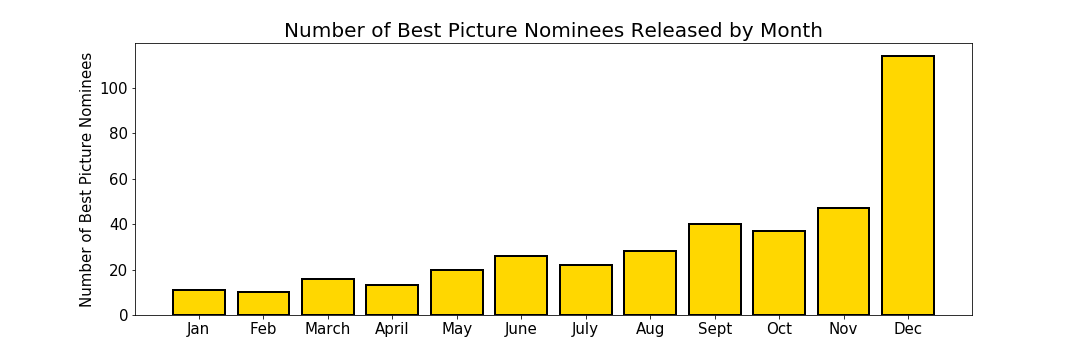 Number of Best Picture Nominees Released by Month
Number of Best Picture Nominees
100
80
60
40
20
0
Jan Feb March April May June July Aug Sept Oct Nov Dec